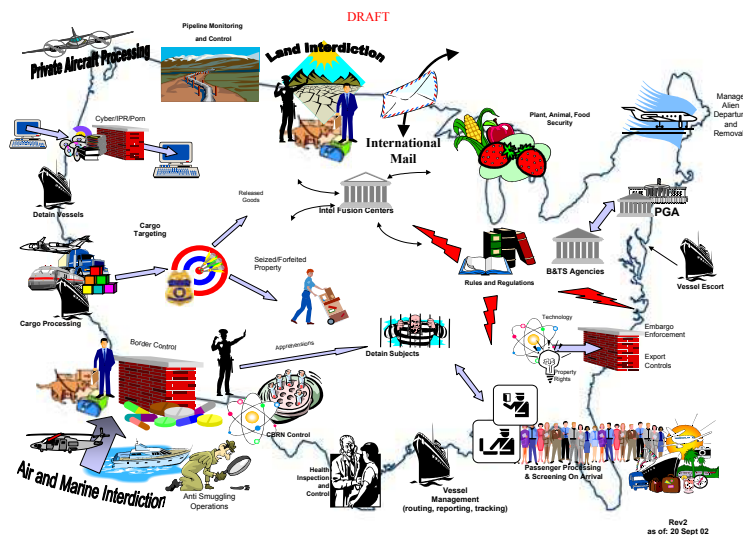 DRAFT
Pipeline Monitoring
and Control
Private Aircraft Processing
Land Interdiction
Cyber/IPR/Porn
International
Mail
Plant, Animal, Food
Security
Manage
Alien
Departure
and
Removal
Detain Vessels
Released
Goods
Intel Fusion Centers
PGA
Cargo
Targeting
Seized/Forfeited
Property
Rules and Regulations
B&TS Agencies
Vessel Escort
Cargo Processing
Technology
Embargo
Enforcement
Export
Controls
Property
Rights
Border Control
Apprehensions
Detain Subjects
CBRN Control
Air and Marine Interdiction
Anti Smuggling
Operations
Health
Inspection
and
Control
Vessel
Management
(routing, reporting, tracking)
Passenger Processing
& Screening On Arrival
Rev2
as of: 20 Sept 02